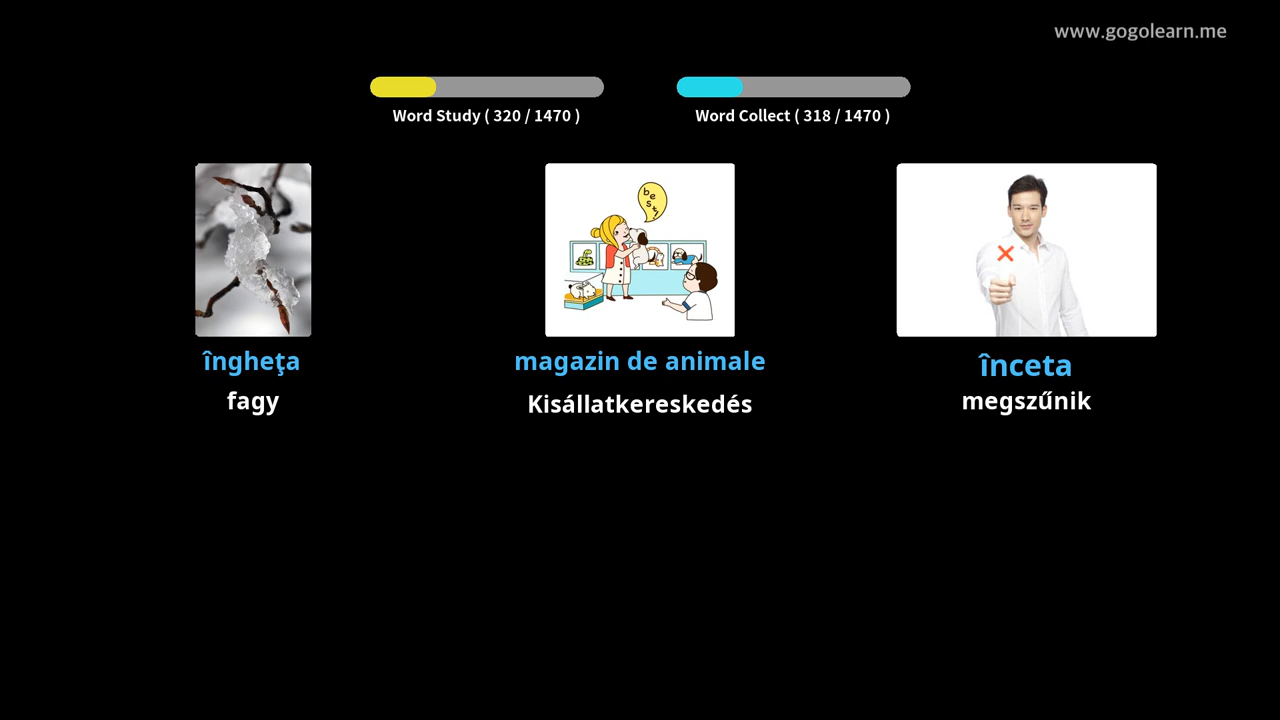 www.gogolearn.me
Word Study ( 320 / 1470 )
Word Collect ( 318 / 1470 )
besty
îngheţa
magazin de animale
înceta
fagy
Kisállatkereskedés
megszűnik